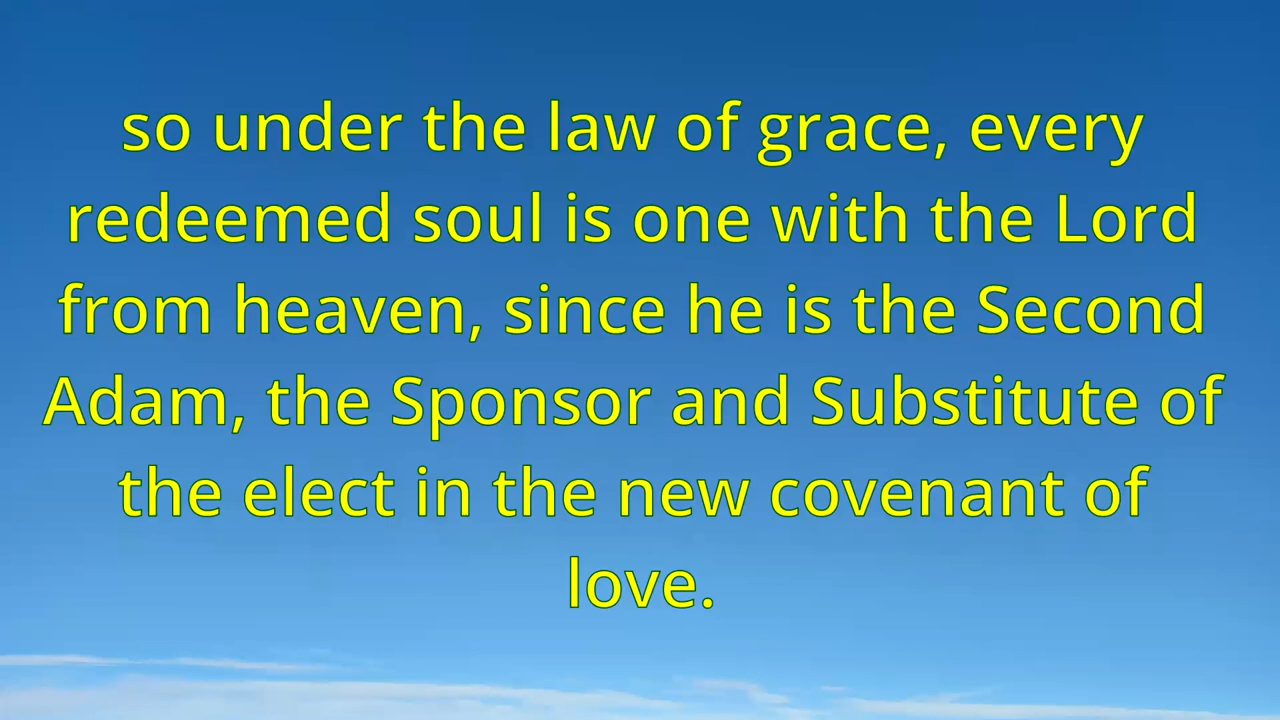 so under the law of grace, every
redeemed soul is one with the Lord
from heaven, since he is the Second
Adam, the Sponsor and Substitute of
the elect in the new covenant of
love.